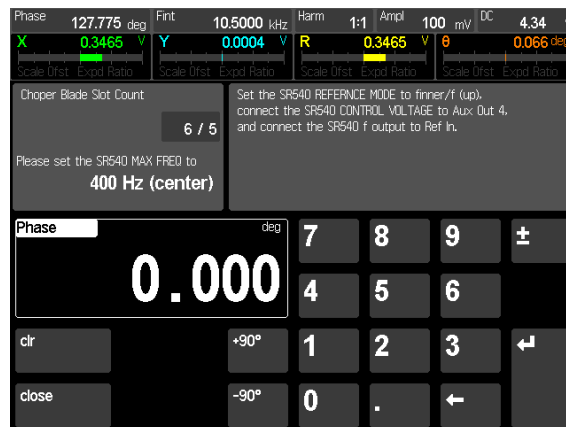 Phase 127.775 deg Fint 10.5000 kHz Harm 1:1 Ampl 100 mV DC 4.34
X 0.3465 V Y 0.0004 V R 0.3465 V θ 0.066 deg
Scale Ofst Expd Ratio Scale Ofst Expd Ratio Scale Ofst Expd Ratio Scale Ofst Expd Ratio
Choper Blade Slot Count
6 / 5
Please set the SR540 MAX FREQ to
400 Hz (center)
Set the SR540 REFERNCE MODE to finner/f (up),
connect the SR540 CONTROL VOLTAGE to Aux Out 4,
and connect the SR540 f output to Ref In.
Phase deg
0.000
7 8 9 ±
4 5 6
clr +90° 1 2 3 ↵
close -90° 0 . ←